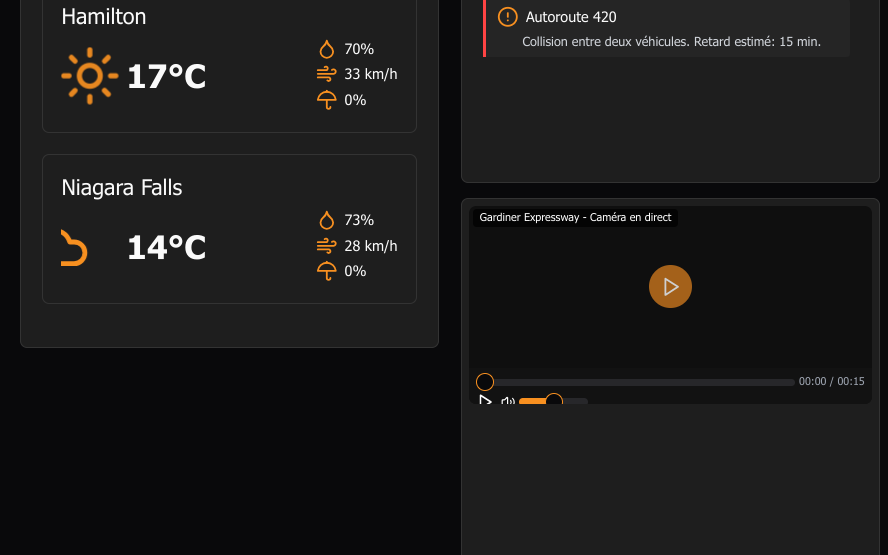 Hamilton
17°C
70%
33 km/h
0%
Niagara Falls
14°C
73%
28 km/h
0%
Autoroute 420
Collision entre deux véhicules. Retard estimé: 15 min.
Gardiner Expressway - Caméra en direct
00:00 / 00:15